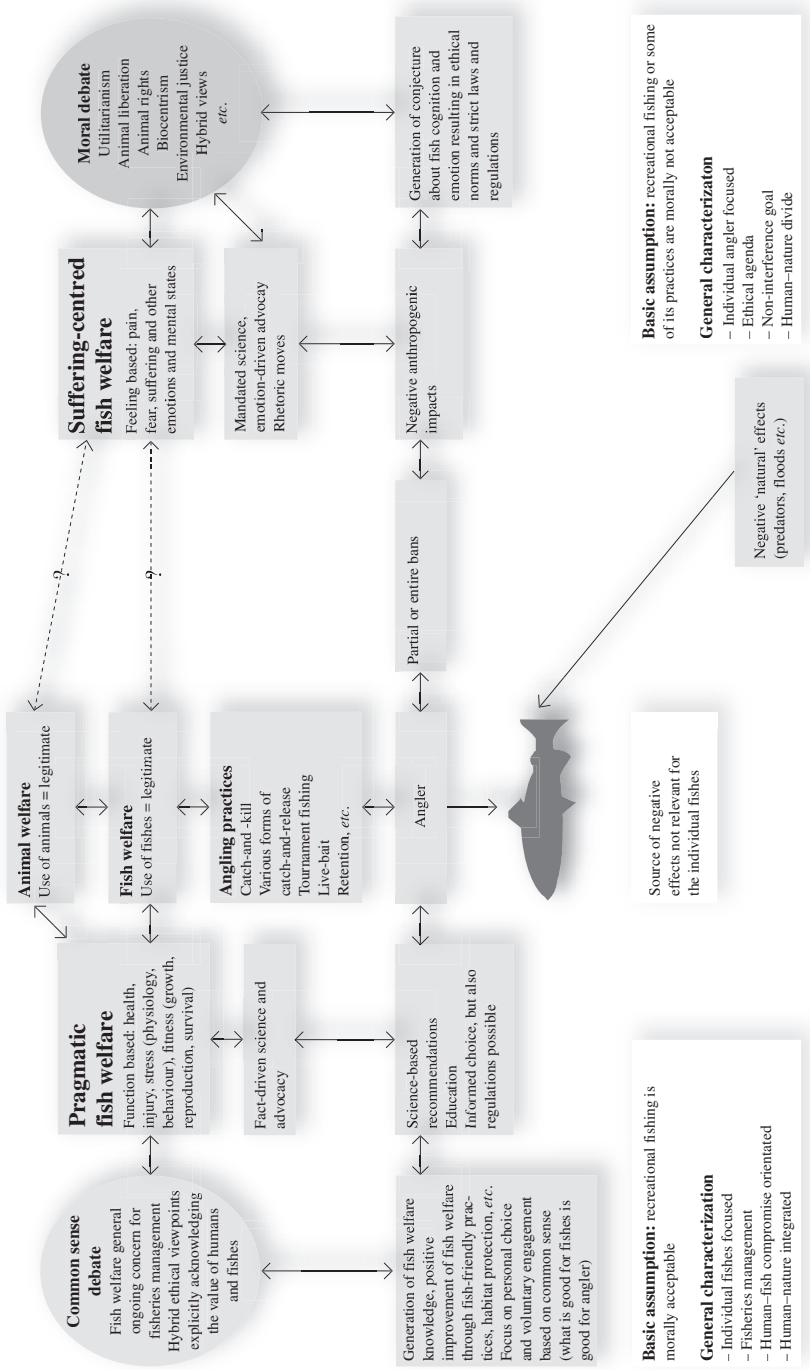 Common sense
debate
Fish welfare general
ongoing concern for
fisheries management
Hybrid ethical viewpoints
explicitly acknowledging
the value of humans
and fishes
Pragmatic
fish welfare
Function based: health,
injury, stress (physiology,
behaviour), fitness (growth,
reproduction, survival)
Animal welfare
Use of animals = legitimate
Fish welfare
Use of fishes = legitimate
?
?
Suffering-centred
fish welfare
Feeling based: pain,
fear, suffering and other
emotions and mental states
Moral debate
Utilitarianism
Animal liberation
Animal rights
Biocentrism
Environmental justice
Hybrid views
etc.
Fact-driven science and
advocacy
Angling practices
Catch-and -kill
Various forms of
catch-and-release
Tournament fishing
Live-bait
Retention, etc.
Mandated science,
emotion-driven advocacy
Rhetoric moves
Generation of fish welfare
knowledge, positive
improvement of fish welfare
through fish-friendly prac-
tices, habitat protection, etc.
Focus on personal choice
and voluntary engagement
based on common sense
(what is good for fishes is
good for angler)
Science-based
recommendations
Education
Informed choice, but also
regulations possible
Angler
Partial or entire bans
Negative anthropogenic
impacts
Generation of conjecture
about fish cognition and
emotion resulting in ethical
norms and strict laws and
regulations
Basic assumption: recreational fishing is
morally acceptable
General characterization
– Individual fishes focused
– Fisheries management
– Human–fish compromise orientated
– Human–nature integrated
Source of negative
effects not relevant for
the individual fishes
Negative ‘natural’ effects
(predators, floods etc.)
Basic assumption: recreational fishing or some
of its practices are morally not acceptable
General characterizaton
– Individual angler focused
– Ethical agenda
– Non-interference goal
– Human–nature divide